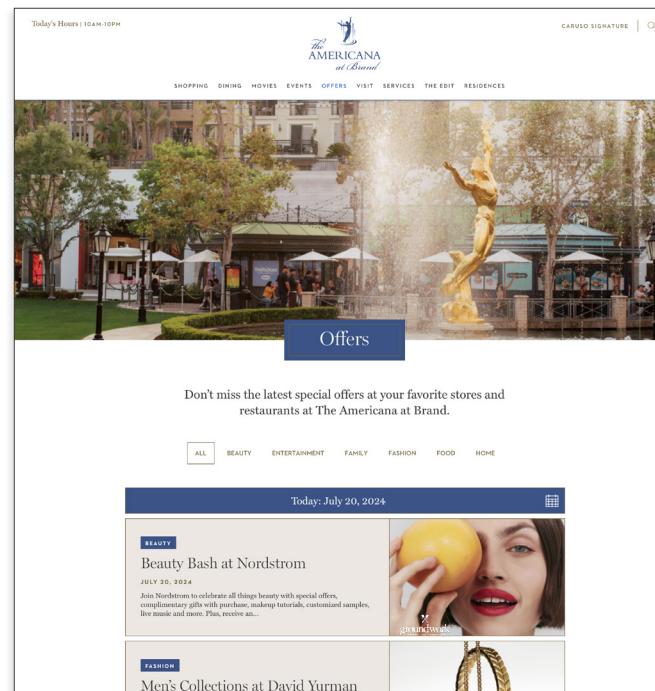 Today's Hours | 10AM-10PM
CARUSO SIGNATURE
The
AMERICANA
at Brand
SHOPPING DINING MOVIES EVENTS OFFERS VISIT SERVICES THE EDIT RESIDENCES
Offers
Don't miss the latest special offers at your favorite stores and
restaurants at The Americana at Brand.
ALL BEAUTY ENTERTAINMENT FAMILY FASHION FOOD HOME
Today: July 20, 2024
BEAUTY
Beauty Bash at Nordstrom
JULY 20, 2024
Join Nordstrom to celebrate all things beauty with special offers,
complimentary gifts with purchase, makeup tutorials, customized samples,
live music and more. Plus, receive an...
groundwork
FASHION
Men's Collections at David Yurman